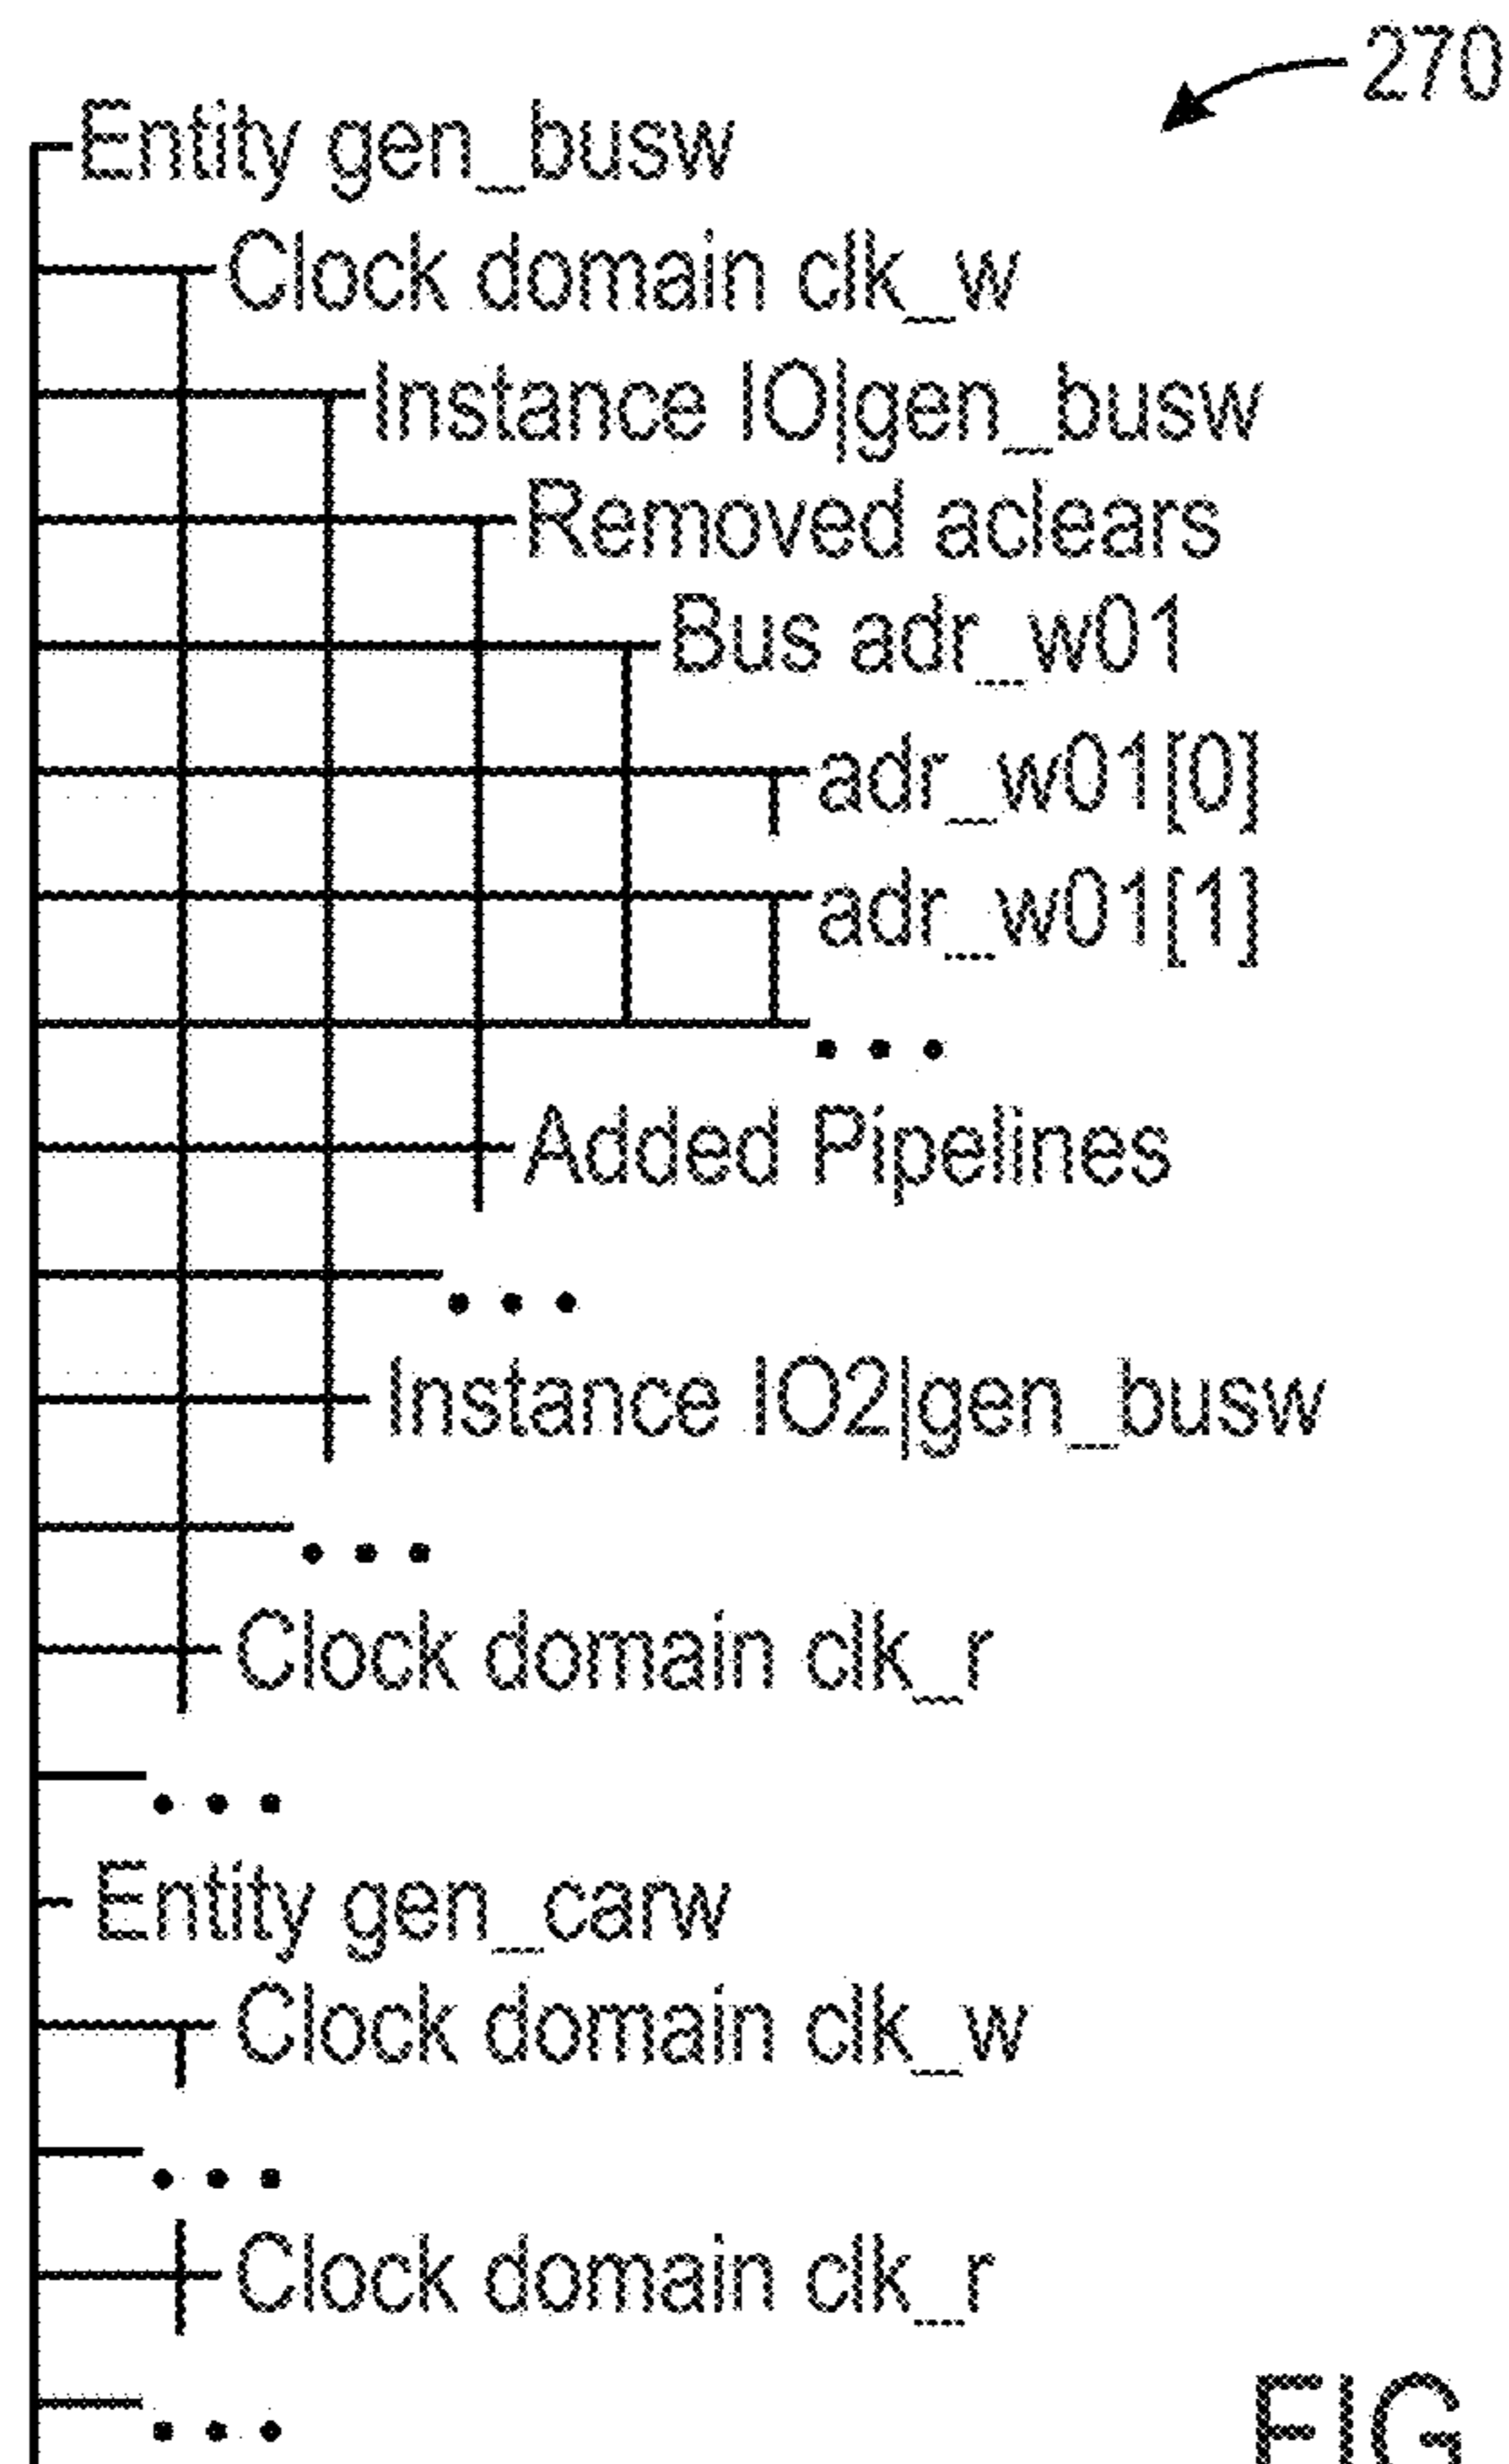 270
Entity gen_busw
Clock domain clk_w
Instance IO|gen_busw
Removed aclears
Bus adr_w01
adr_w01[0]
adr_w01[1]
...
Added Pipelines
...
Instance IO2|gen_busw
...
Clock domain clk_r
...
Entity gen_carw
Clock domain clk_w
...
Clock domain clk_r
...
FIG